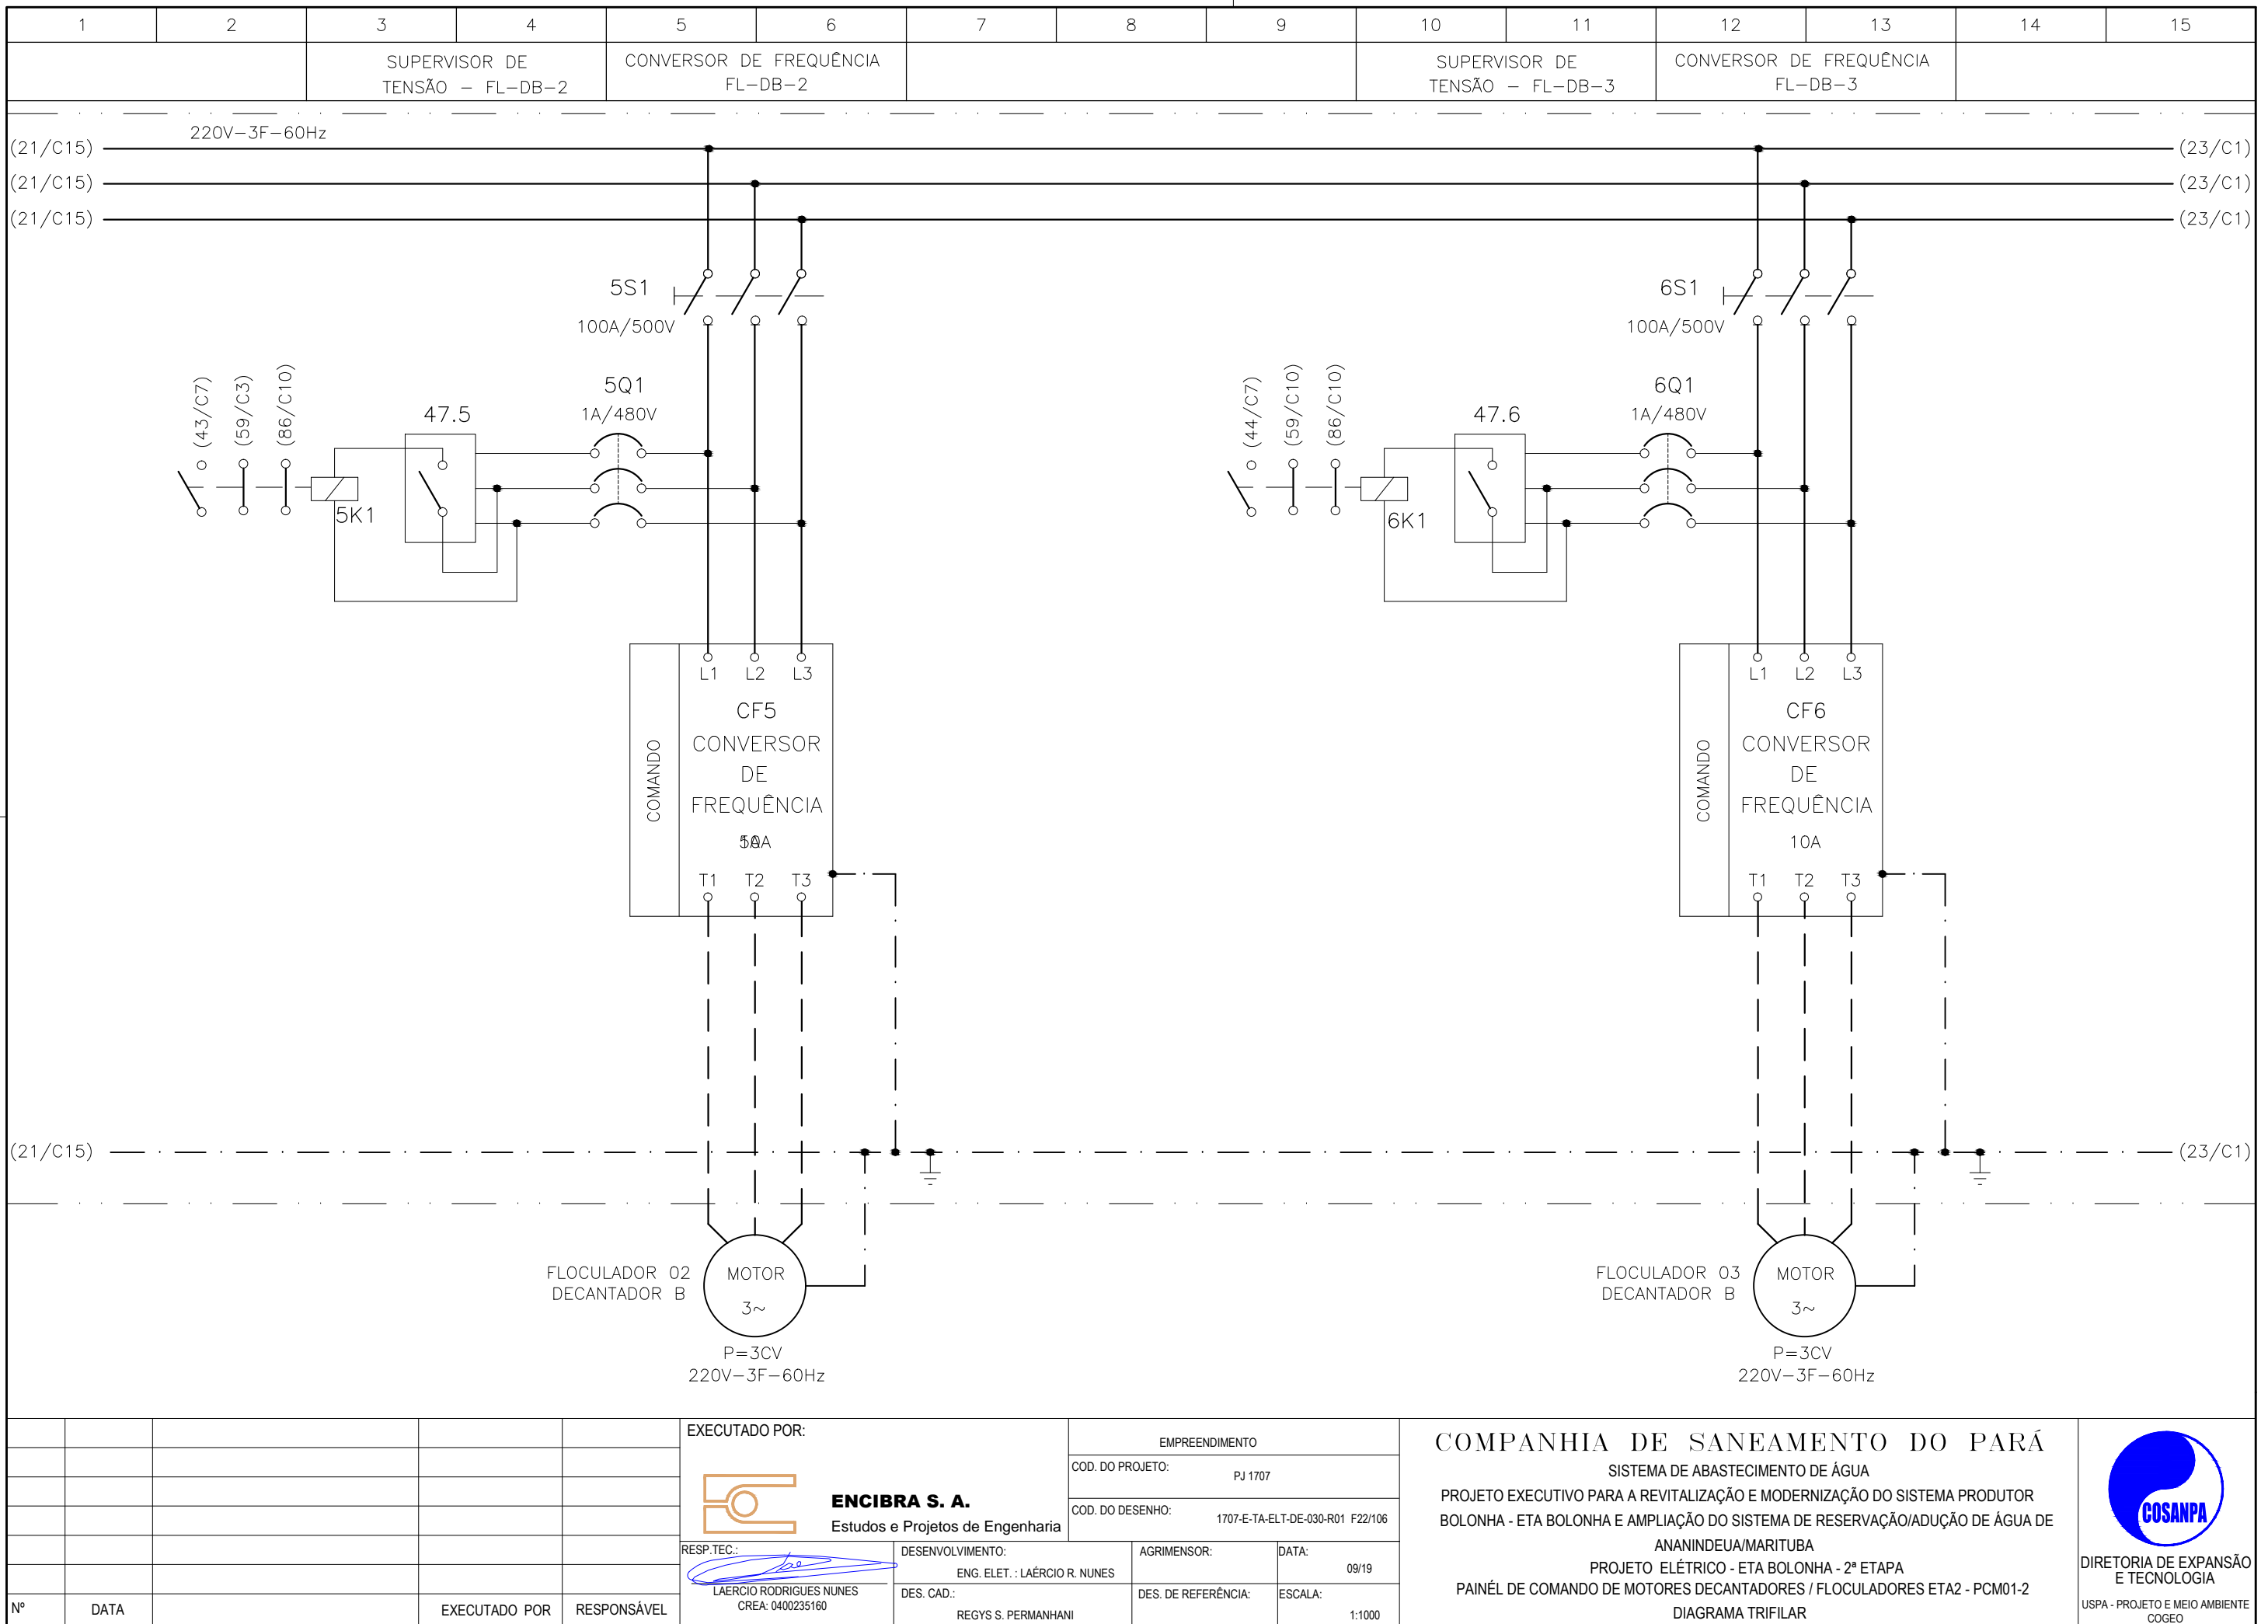 1 2 3 4 5 6 7 8 9 10 11 12 13 14 15
SUPERVISOR DE
TENSÃO - FL-DB-2
CONVERSOR DE FREQUÊNCIA
FL-DB-2
SUPERVISOR DE
TENSÃO - FL-DB-3
CONVERSOR DE FREQUÊNCIA
FL-DB-3
220V-3F-60Hz
(21/C15) (23/C1)
(21/C15) (23/C1)
(21/C15) (23/C1)
5S1
100A/500V
(43/C7)
(59/C3)
(86/C10)
47.5
5Q1
1A/480V
5K1
L1 L2 L3
COMANDO
CF5
CONVERSOR
DE
FREQUÊNCIA
T1 T2 T3
6S1
100A/500V
(44/C7)
(59/C10)
(86/C10)
47.6
6Q1
1A/480V
6K1
L1 L2 L3
COMANDO
CF6
CONVERSOR
DE
FREQUÊNCIA
10A
T1 T2 T3
(21/C15) (23/C1)
FLOCULADOR 02
DECANTADOR B
MOTOR
3~
P=3CV
220V-3F-60Hz
FLOCULADOR 03
DECANTADOR B
MOTOR
3~
P=3CV
220V-3F-60Hz
Nº DATA EXECUTADO POR RESPONSÁVEL
EXECUTADO POR:
ENCIBRA S. A.
Estudos e Projetos de Engenharia
EMPREENDIMENTO
COD. DO PROJETO:
PJ 1707
COD. DO DESENHO:
1707-E-TA-ELT-DE-030-R01 F22/106
RESP.TEC.:
LAERCIO RODRIGUES NUNES
CREA: 0400235160
DESENVOLVIMENTO:
ENG. ELET. : LAÉRCIO R. NUNES
AGRIMENSOR:
DATA:
09/19
DES. CAD.:
REGYS S. PERMANHANI
DES. DE REFERÊNCIA:
ESCALA:
1:1000
COMPANHIA DE SANEAMENTO DO PARÁ
SISTEMA DE ABASTECIMENTO DE ÁGUA
PROJETO EXECUTIVO PARA A REVITALIZAÇÃO E MODERNIZAÇÃO DO SISTEMA PRODUTOR
BOLONHA - ETA BOLONHA E AMPLIAÇÃO DO SISTEMA DE RESERVAÇÃO/ADUÇÃO DE ÁGUA DE
ANANINDEUA/MARITUBA
PROJETO ELÉTRICO - ETA BOLONHA - 2ª ETAPA
PAINÉL DE COMANDO DE MOTORES DECANTADORES / FLOCULADORES ETA2 - PCM01-2
DIAGRAMA TRIFILAR
COSANPA
DIRETORIA DE EXPANSÃO
E TECNOLOGIA
USPA - PROJETO E MEIO AMBIENTE
COGEO